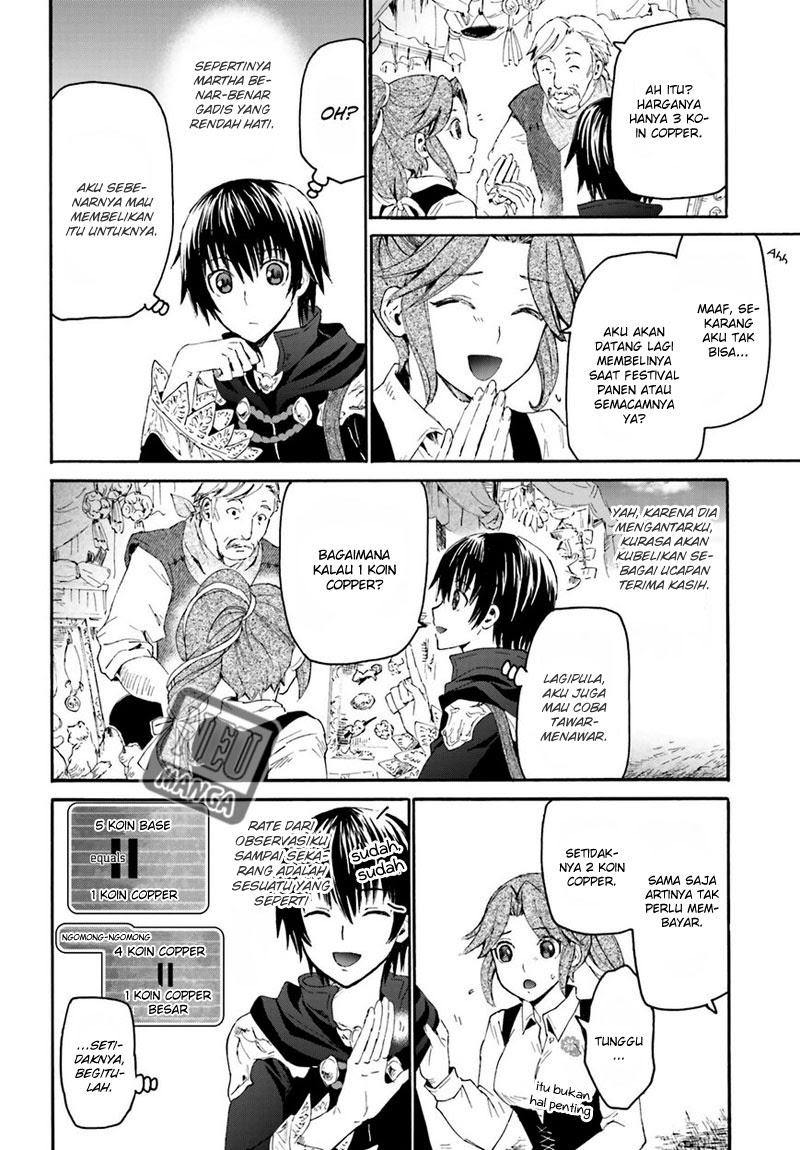 AH ITU?
HARGANYA
HANYA 3 KO-
IN COPPER.
SEPERTINYA
MARTHA BE-
NAR-BENAR
GADIS YANG
RENDAH HATI.
OH?
AKU SEBE-
NARNYA MAU
MEMBELIKAN
ITU UNTUKNYA.
Ahh
MAAF, SE-
KARANG
AKU TAK
BISA...
AKU AKAN
DATANG LAGI
MEMBELINYA
SAAT FESTIVAL
PANEN ATAU
SEMACAMNYA
YA?
YAH, KARENA DIA
MENGANTARKU,
KURASA AKAN
KUBELIKAN SE-
BAGAI UCAPAN
TERIMA KASIH.
BAGAIMANA
KALAU 1 KOIN
COPPER?
LAGIPULA,
AKU JUGA
MAU COBA
TAWAR-
MENAWAR.
KIEU
MANGA
SETIDAK-
NYA 2 KOIN
COPPER.
SAMA SAJA
ARTINYA TAK
PERLU MEM-
BAYAR.
TUNGGU
...
itu bukan
hal penting
sudah,
sudah
RATE DARI
OBSERVASIKU
SAMPAI SEKA-
RANG ADALAH
SESUATU YANG
SEPERTI
5 KOIN BASE
equals
1 KOIN COPPER
NGOMONG-NGOMONG
4 KOIN COPPER
1 KOIN COPPER
BESAR
...SETI-
DAKNYA,
BEGITU-
LAH.